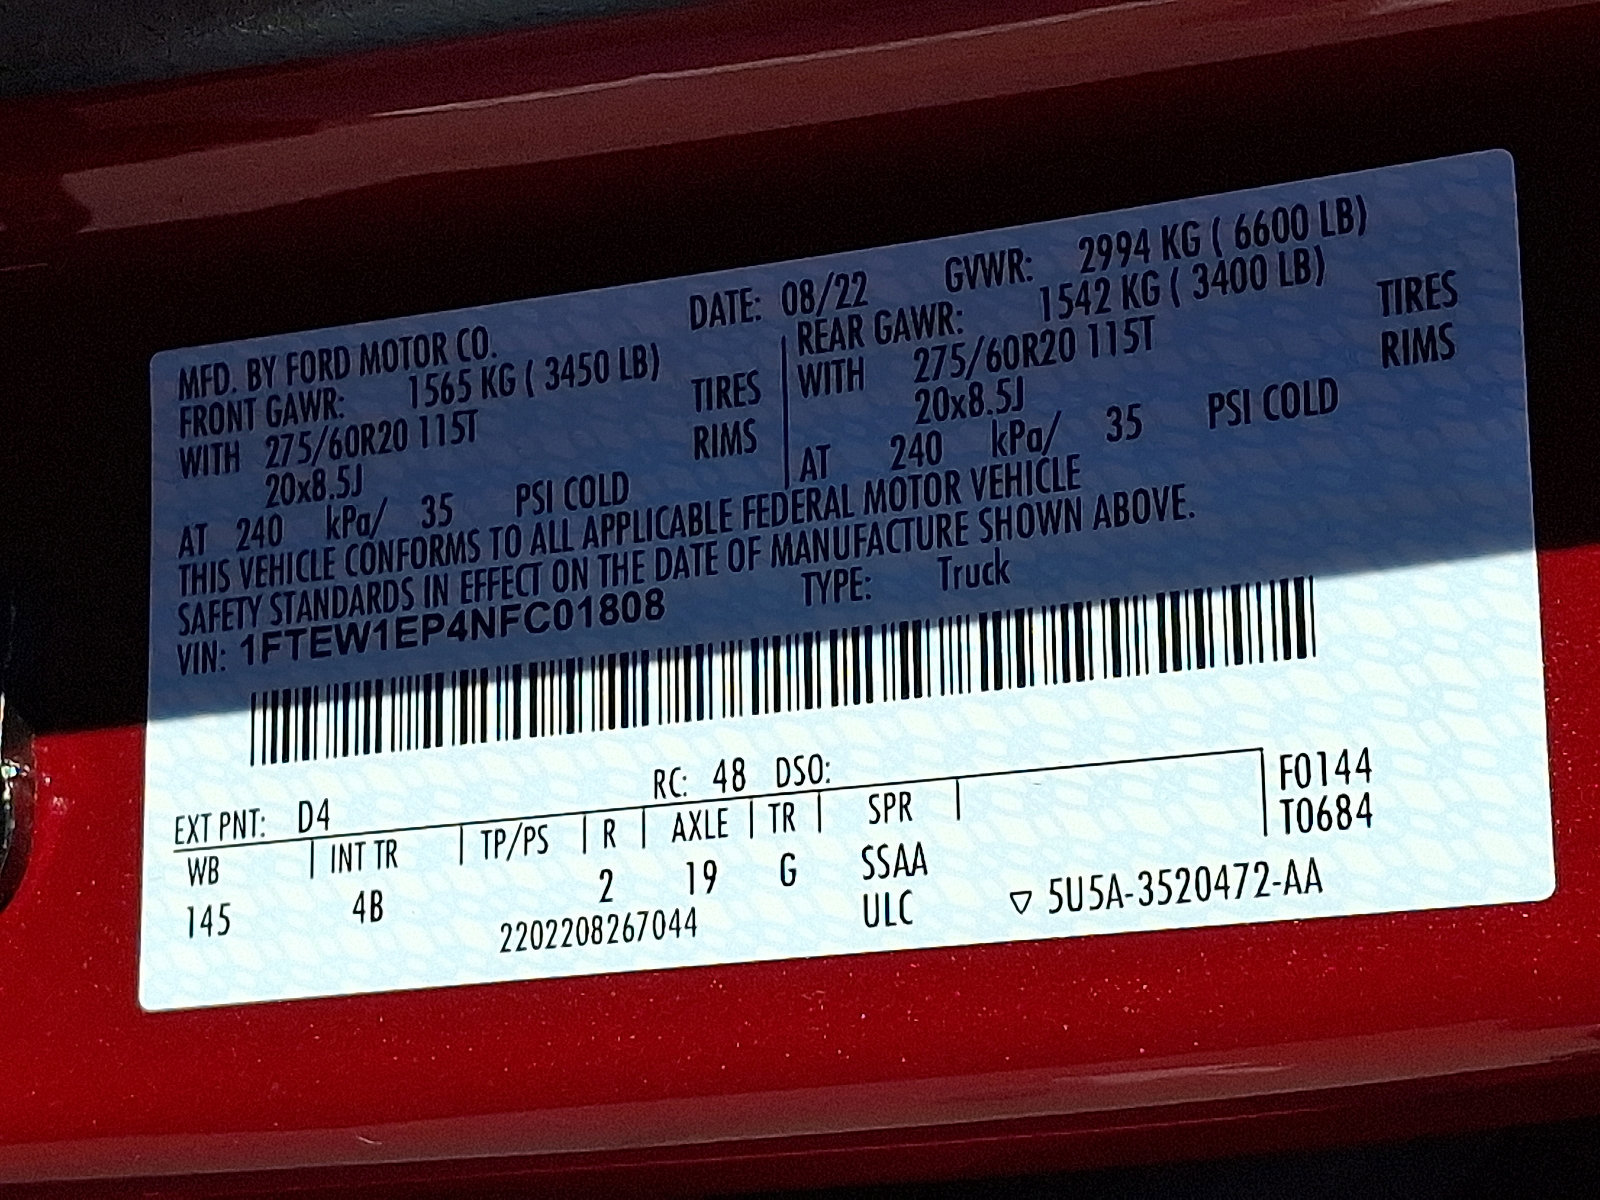 MFD. BY FORD MOTOR CO. DATE: 08/22 GVWR: 2994 KG ( 6600 LB)
FRONT GAWR: 1565 KG ( 3450 LB)
WITH 275/60R20 115T TIRES
20x8.5J RIMS
AT 240 kPa/ 35 PSI COLD
REAR GAWR: 1542 KG ( 3400 LB)
WITH 275/60R20 115T TIRES
20x8.5J RIMS
AT 240 kPa/ 35 PSI COLD
THIS VEHICLE CONFORMS TO ALL APPLICABLE FEDERAL MOTOR VEHICLE
SAFETY STANDARDS IN EFFECT ON THE DATE OF MANUFACTURE SHOWN ABOVE.
VIN: 1FTEW1EP4NFC01808 TYPE: Truck
EXT PNT: D4 RC: 48 DSO: F0144
WB INT TR TP/PS R AXLE TR SPR T0684
145 4B 2 19 G SSAA
2202208267044 ULC ▽ 5U5A-3520472-AA